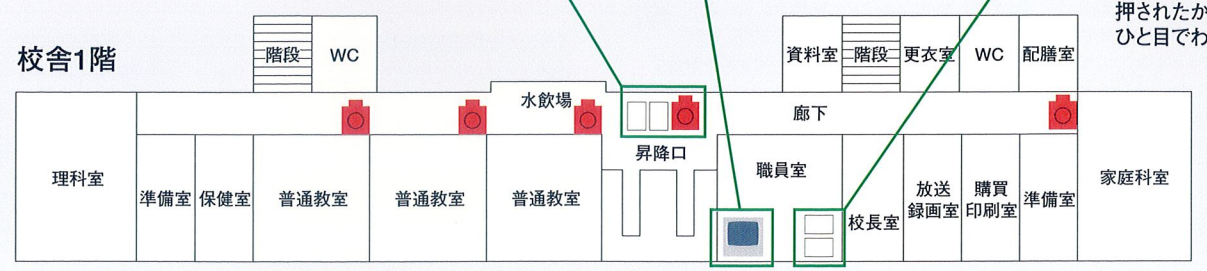 押されたか
ひと目でわ
校舎1階
階段
WC
資料室
階段
更衣室
WC
配膳室
水飲場
廊下
昇降口
理科室
準備室
保健室
普通教室
普通教室
普通教室
職員室
校長室
放送
録画室
購買
印刷室
準備室
家庭科室